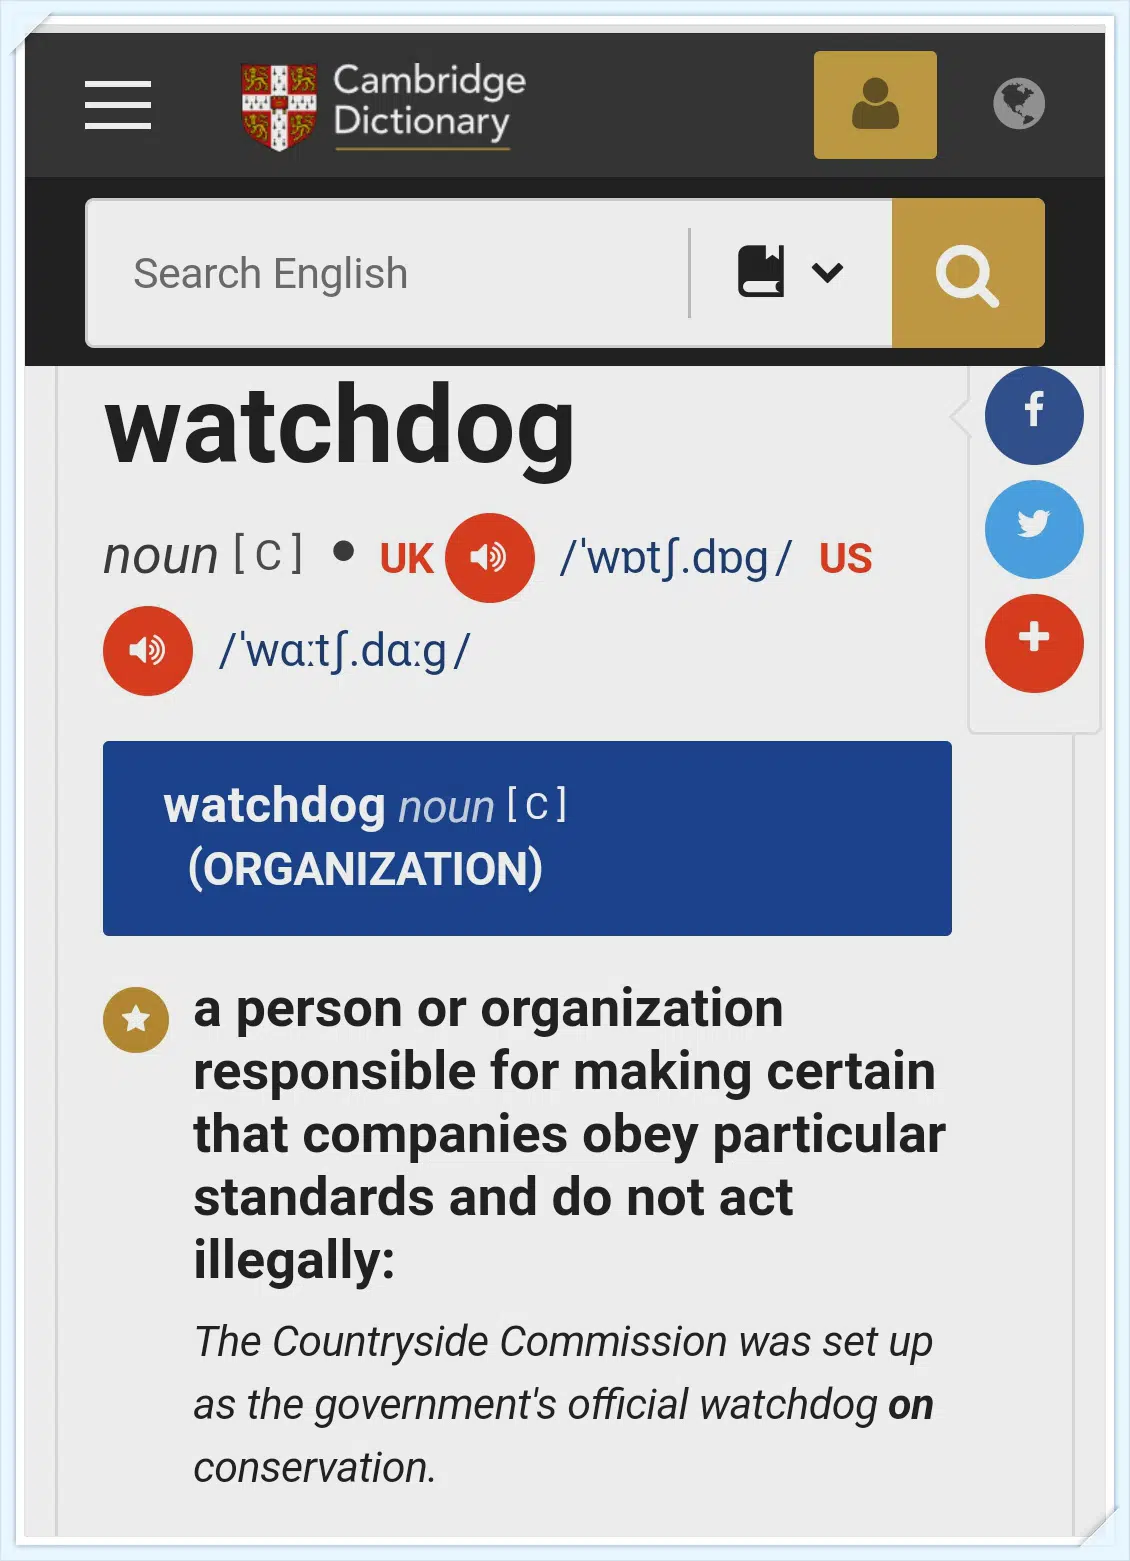 Cambridge
Dictionary
Search English
watchdog
noun [ C ] • UK /ˈwɒtʃ.dɒɡ/ US
/ˈwɑːtʃ.dɑːɡ/
watchdog noun [ C ]
(ORGANIZATION)
a person or organization
responsible for making certain
that companies obey particular
standards and do not act
illegally:
The Countryside Commission was set up
as the government's official watchdog on
conservation.